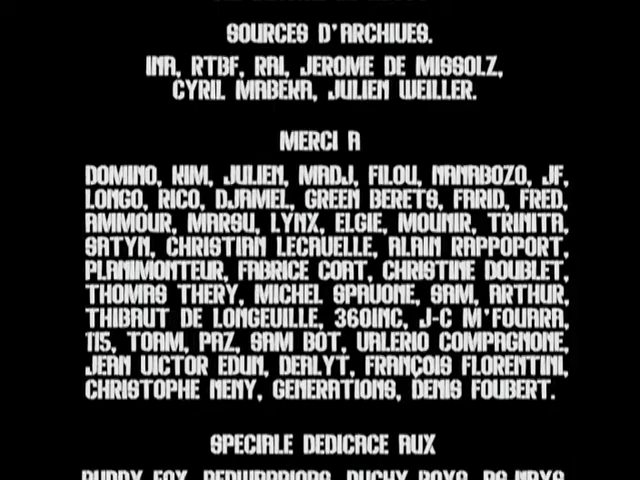 SOURCES D'ARCHIVES.
INA, RTBF, RAI, JEROME DE MISSOLZ,
CYRIL MABEKA, JULIEN WEILLER.
MERCI A
DOMINO, KIM, JULIEN, MADJ, FILOU, NANABOZO, JF,
LONGO, RICO, DJAMEL, GREEN BERETS, FARID, FRED,
AMMOUR, MARSU, LYNX, ELGIE, MOUNIR, TRINITA,
SATYN, CHRISTIAN LECAVELLE, ALAIN RAPPOPORT,
PLANIMONTEUR, FABRICE COAT, CHRISTINE DOUBLET,
THOMAS THERY, MICHEL SPAVONE, SAM, ARTHUR,
THIBAUT DE LONGEVILLE, 360INC, J-C M'FOUARA,
115, TOAM, PAZ, SAM BOT, VALERIO COMPAGNONE,
JEAN VICTOR EDUN, DEALYT, FRANÇOIS FLORENTINI,
CHRISTOPHE NENY, GENERATIONS, DENIS FOUBERT.
SPECIALE DEDICACE AUX